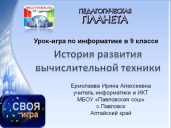 ПЕДАГОГИЧЕСКАЯ
ПЛАНЕТА
Урок-игра по информатике в 9 классе
История развития
вычислительной техники
Ермолаева Ирина Алексеевна
учитель информатики и ИКТ
МБОУ «Павловская сош»
с.Павловск
Алтайский край
СВОЯ
игра